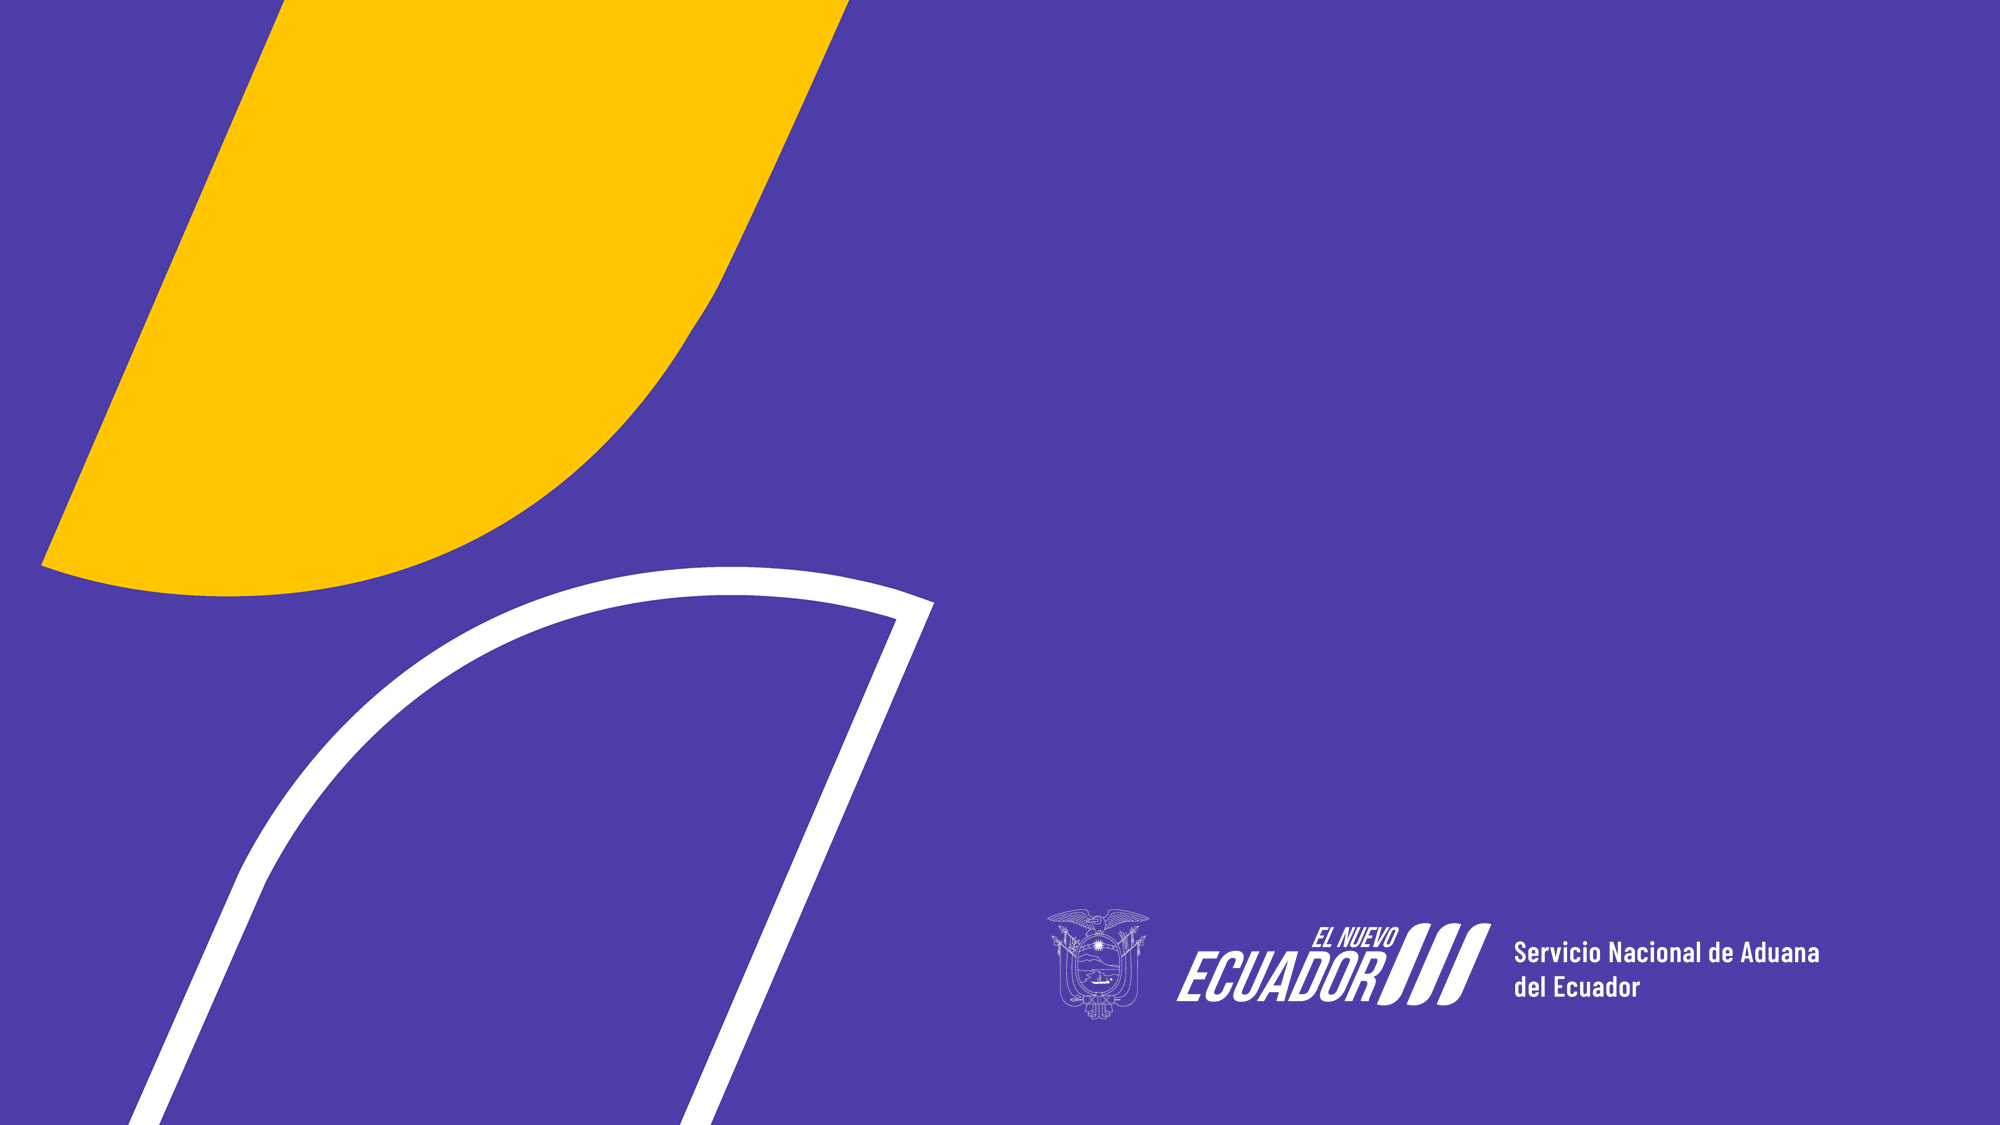 EL NUEVO
ECUADOR
Servicio Nacional de Aduana
del Ecuador